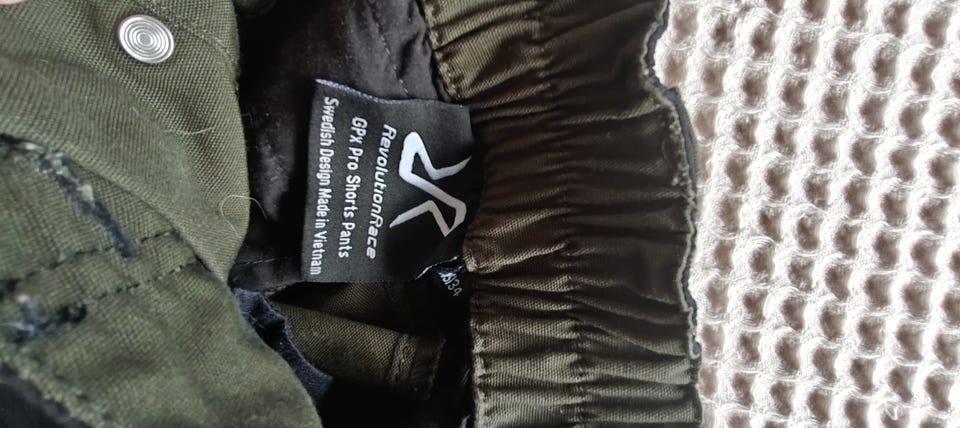 RevolutionRace
GPx Pro Shorts Pants
Swedish Design Made in Vietnam